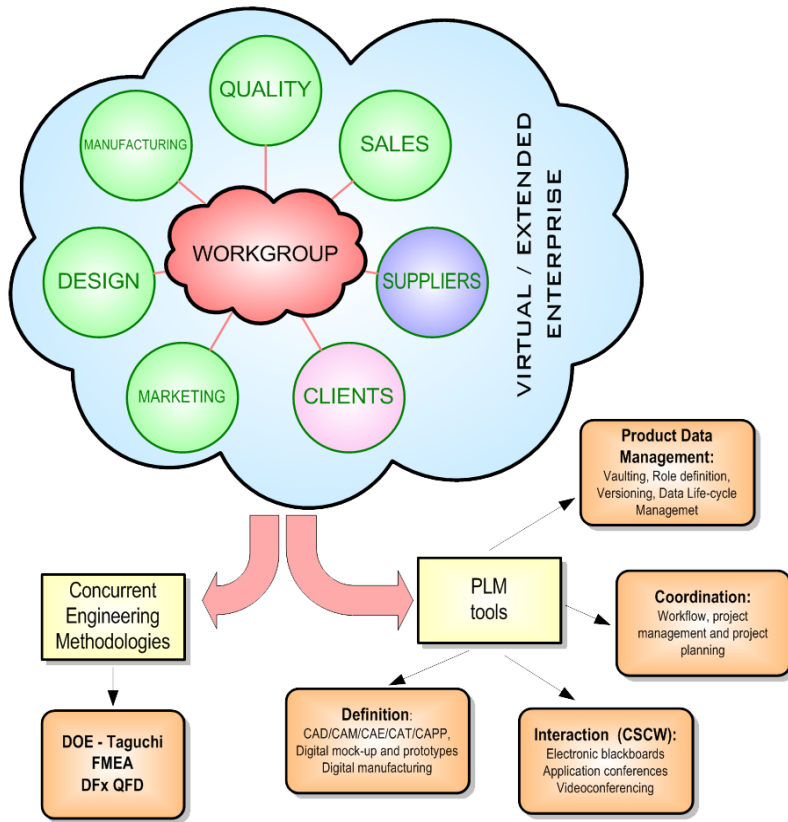 QUALITY
MANUFACTURING
SALES
WORKGROUP
DESIGN
SUPPLIERS
MARKETING
CLIENTS
VIRTUAL / EXTENDED
ENTERPRISE
Product Data
Management:
Vaulting, Role definition,
Versioning, Data Life-cycle
Managemet
Concurrent
Engineering
Methodologies
PLM
tools
Coordination:
Workflow, project
management and project
planning
DOE - Taguchi
FMEA
DFx QFD
Definition:
CAD/CAM/CAE/CAT/CAPP,
Digital mock-up and prototypes
Digital manufacturing
Interaction (CSCW):
Electronic blackboards
Application conferences
Videoconferencing